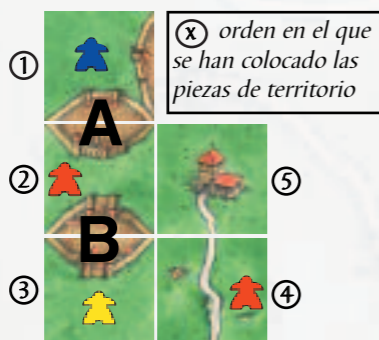 x orden en el que
se han colocado las
piezas de territorio
1
A
2
5
B
3
4